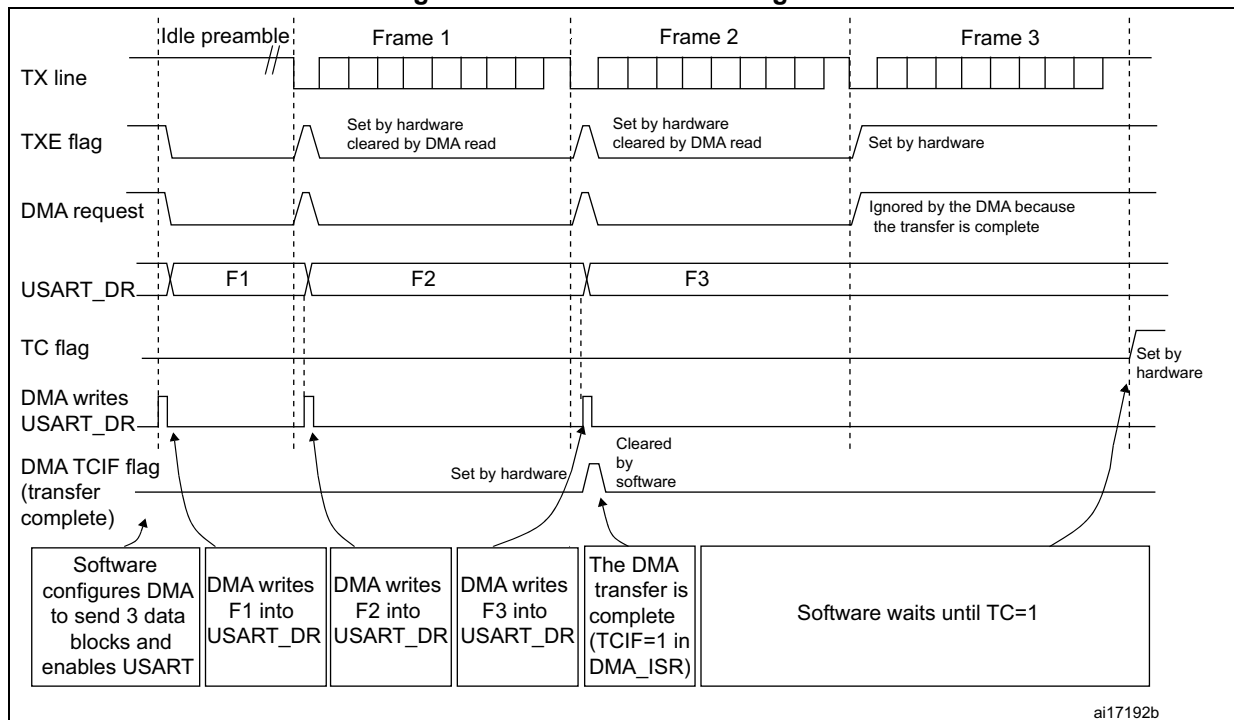 Idle preamble
Frame 1
Frame 2
Frame 3
TX line
TXE flag
Set by hardware
cleared by DMA read
Set by hardware
cleared by DMA read
Set by hardware
DMA request
Ignored by the DMA because
the transfer is complete
USART_DR
F1
F2
F3
TC flag
Set by
hardware
DMA writes
USART_DR
DMA TCIF flag
(transfer
complete)
Set by hardware
Cleared
by
software
Software
configures DMA
to send 3 data
blocks and
enables USART
DMA writes
F1 into
USART_DR
DMA writes
F2 into
USART_DR
DMA writes
F3 into
USART_DR
The DMA
transfer is
complete
(TCIF=1 in
DMA_ISR)
Software waits until TC=1
ai17192b